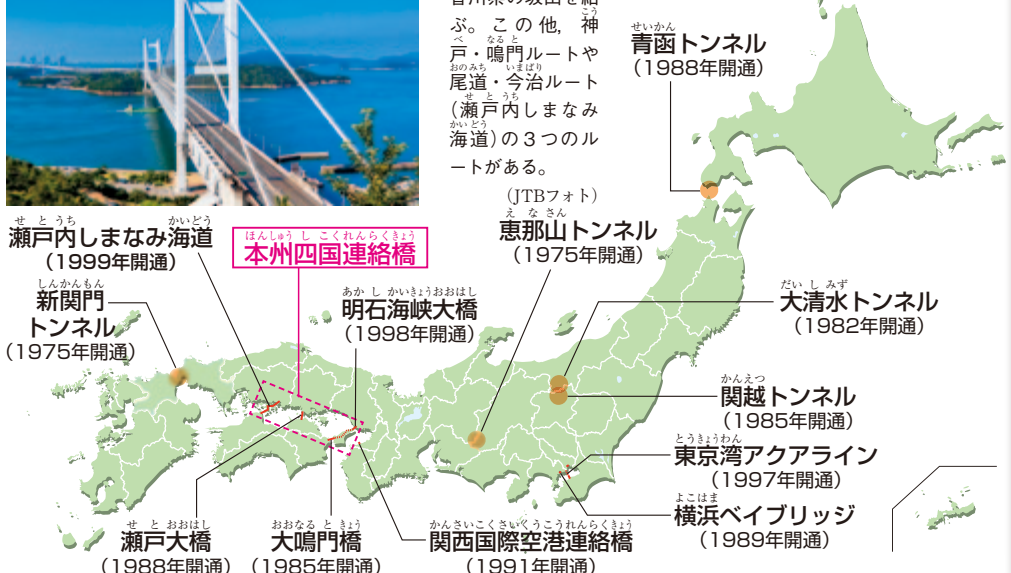 ぶ。この他，神
戸・鳴門ルートや
尾道・今治ルート
(瀬戸内しまなみ
海道)の３つのル
ートがある。
(JTBフォト)
青函トンネル
(1988年開通)
瀬戸内しまなみ海道
(1999年開通)
本州四国連絡橋
恵那山トンネル
(1975年開通)
新関門
トンネル
(1975年開通)
明石海峡大橋
(1998年開通)
大清水トンネル
(1982年開通)
関越トンネル
(1985年開通)
東京湾アクアライン
(1997年開通)
横浜ベイブリッジ
(1989年開通)
瀬戸大橋
(1988年開通)
大鳴門橋
(1985年開通)
関西国際空港連絡橋
(1991年開通)